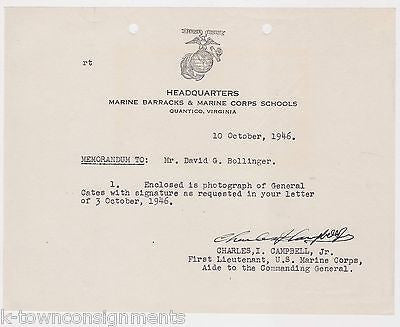 rt
HEADQUARTERS
MARINE BARRACKS & MARINE CORPS SCHOOLS
QUANTICO, VIRGINIA
10 October, 1946.
MEMORANDUM TO: Mr. David G. Bollinger.
1. Enclosed is photograph of General
Cates with signature as requested in your letter
of 3 October, 1946.
CHARLES,I. CAMPBELL, Jr.
First Lieutenant, U.S. Marine Corps,
Aide to the Commanding General.
k-townconsignments.com